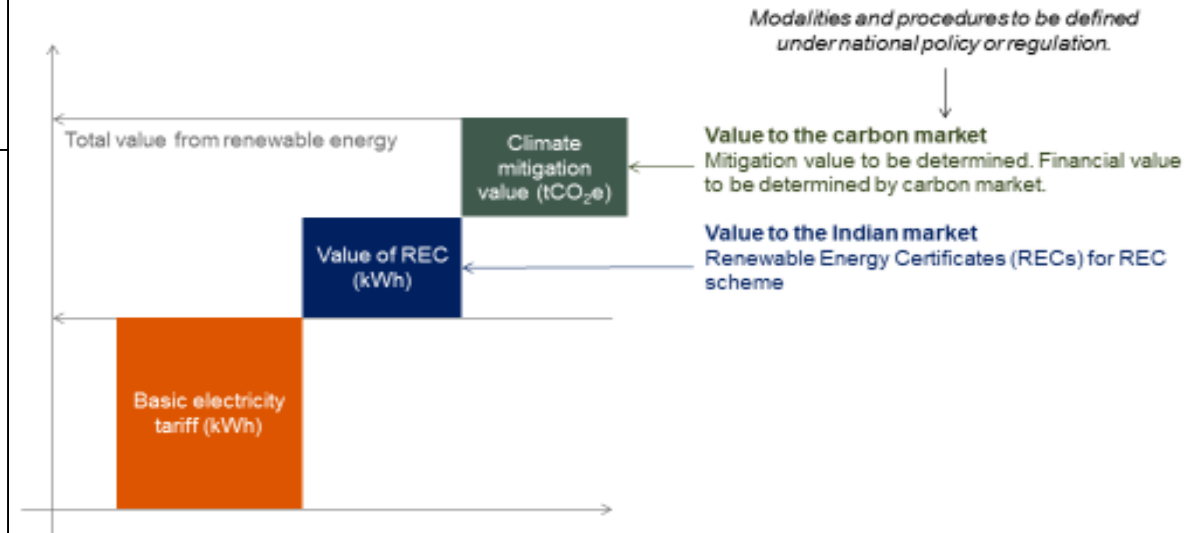 Modalities and procedures to be defined
under national policy or regulation.
Total value from renewable energy
Climate
mitigation
value (tCO₂e)
Value to the carbon market
Mitigation value to be determined. Financial value
to be determined by carbon market.
Value of REC
(kWh)
Value to the Indian market
Renewable Energy Certificates (RECs) for REC
scheme
Basic electricity
tariff (kWh)